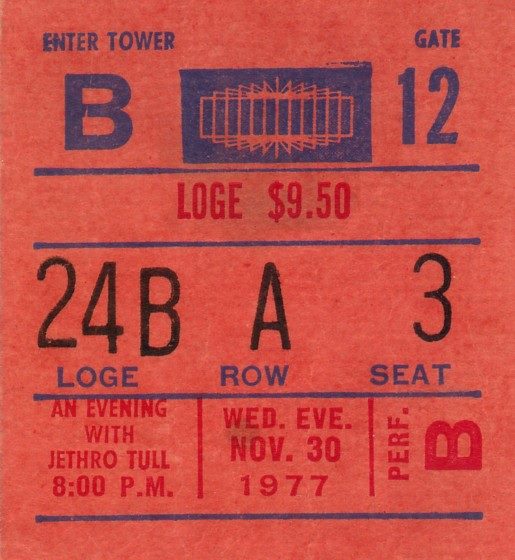 ENTER TOWER GATE
B 12
LOGE $9.50
24B A 3
LOGE ROW SEAT
AN EVENING
WITH
JETHRO TULL
8:00 P.M.
WED. EVE.
NOV. 30
1977
PERF.
B